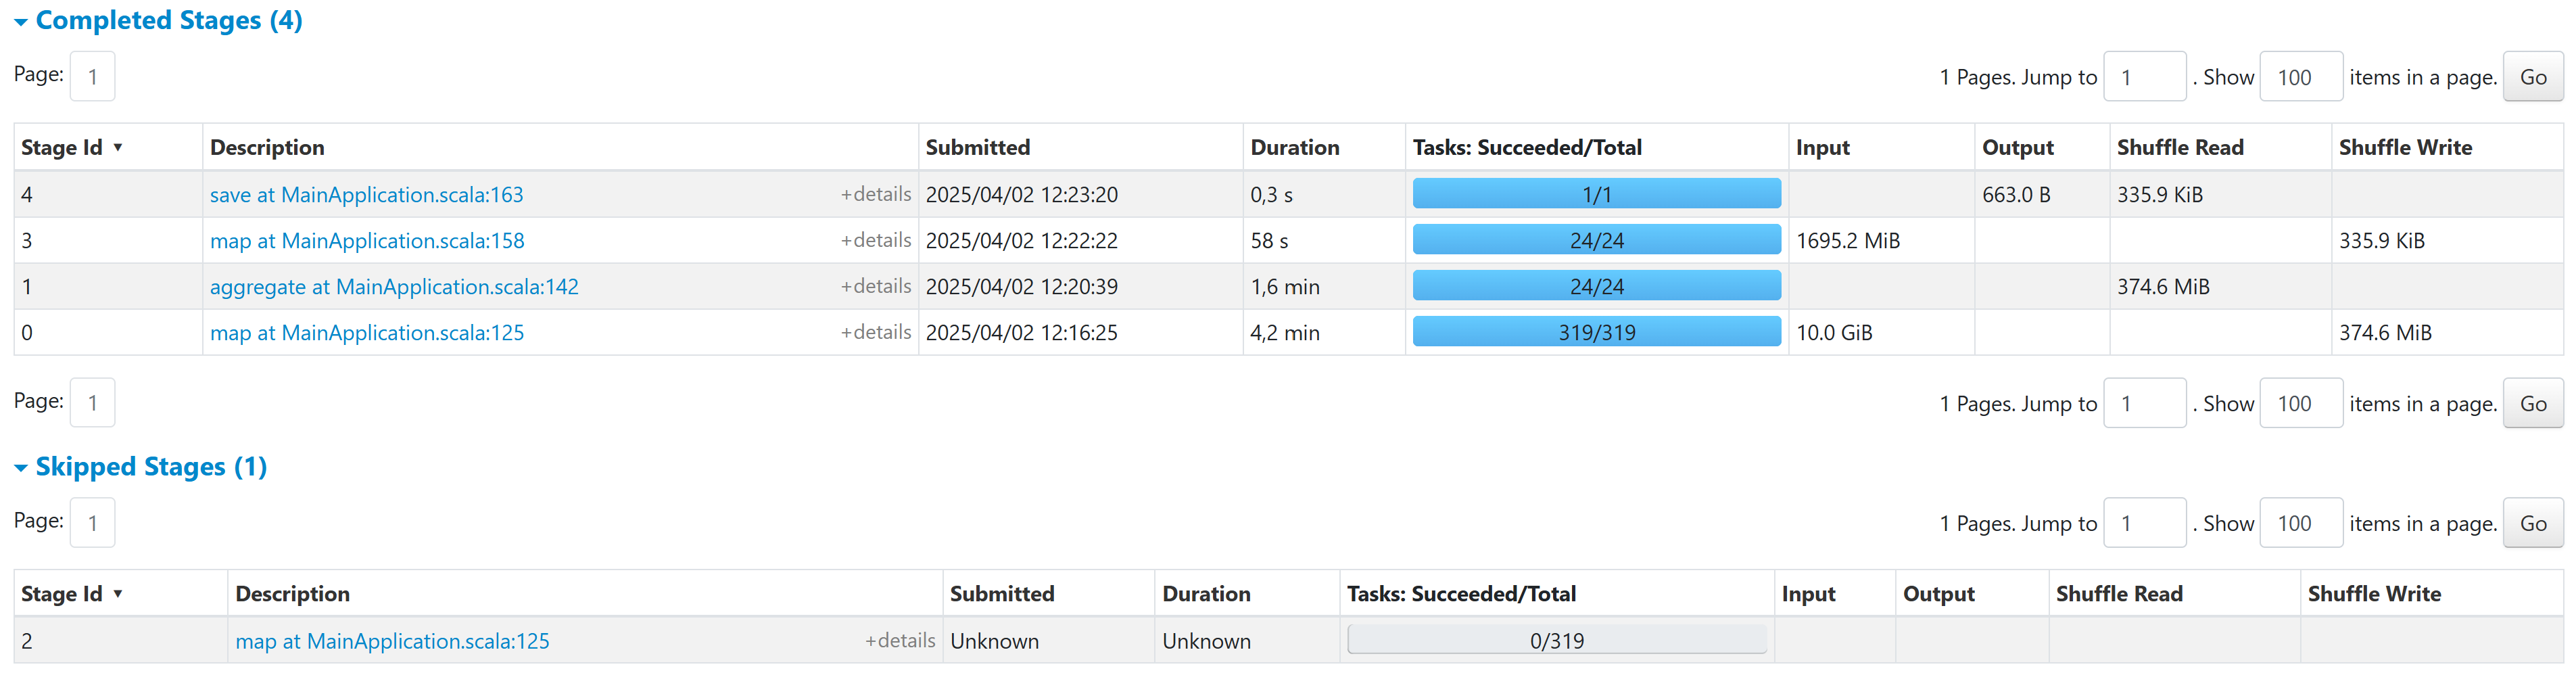 Completed Stages (4)
Page: 1 1 Pages. Jump to 1 . Show 100 items in a page. Go
Stage Id ▼ Description Submitted Duration Tasks: Succeeded/Total Input Output Shuffle Read Shuffle Write
4 save at MainApplication.scala:163 +details 2025/04/02 12:23:20 0,3 s 1/1 663.0 B 335.9 KiB
3 map at MainApplication.scala:158 +details 2025/04/02 12:22:22 58 s 24/24 1695.2 MiB 335.9 KiB
1 aggregate at MainApplication.scala:142 +details 2025/04/02 12:20:39 1,6 min 24/24 374.6 MiB
0 map at MainApplication.scala:125 +details 2025/04/02 12:16:25 4,2 min 319/319 10.0 GiB 374.6 MiB
Page: 1 1 Pages. Jump to 1 . Show 100 items in a page. Go
Skipped Stages (1)
Page: 1 1 Pages. Jump to 1 . Show 100 items in a page. Go
Stage Id ▼ Description Submitted Duration Tasks: Succeeded/Total Input Output Shuffle Read Shuffle Write
2 map at MainApplication.scala:125 +details Unknown Unknown 0/319